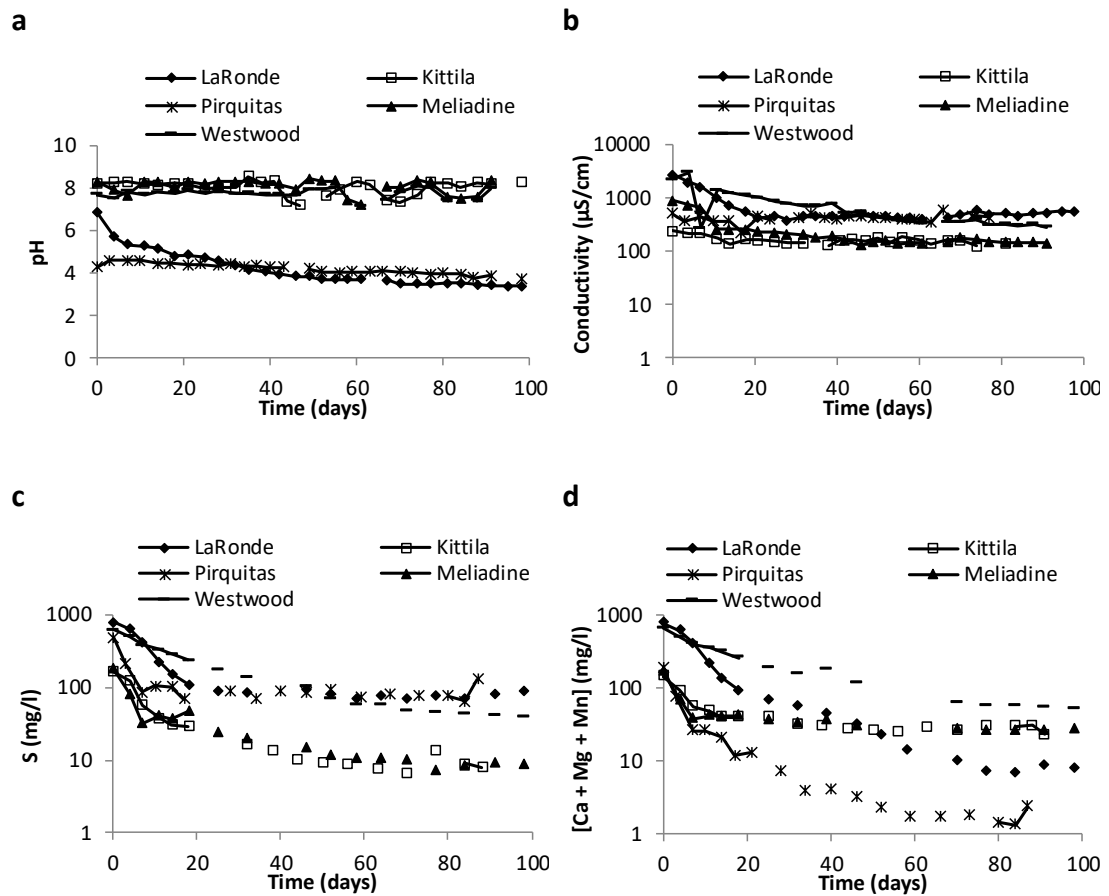 a
LaRonde Kittila
Pirquitas Meliadine
Westwood
10
8
6
4
2
0
pH
0 20 40 60 80 100
Time (days)
b
LaRonde Kittila
Pirquitas Meliadine
Westwood
10000
1000
100
10
1
Conductivity (µS/cm)
0 20 40 60 80 100
Time (days)
c
LaRonde Kittila
Pirquitas Meliadine
Westwood
1000
100
10
1
S (mg/l)
0 20 40 60 80 100
Time (days)
d
LaRonde Kittila
Pirquitas Meliadine
Westwood
1000
100
10
1
[Ca + Mg + Mn] (mg/l)
0 20 40 60 80 100
Time (days)